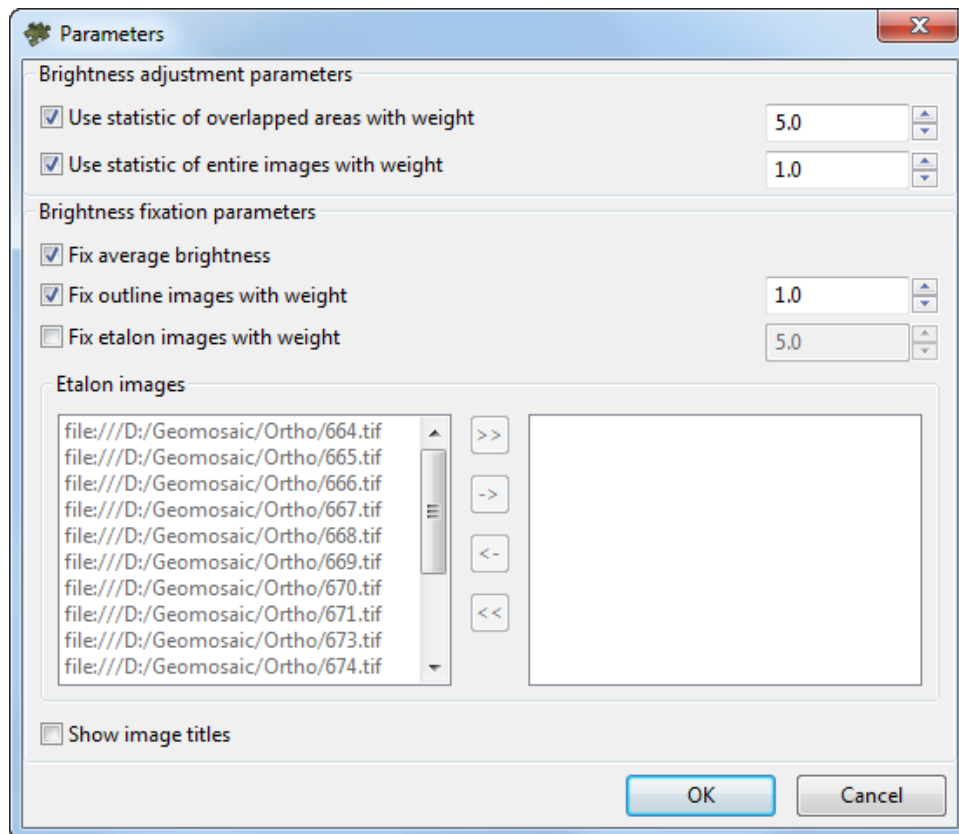 Parameters
Brightness adjustment parameters
Use statistic of overlapped areas with weight 5.0
Use statistic of entire images with weight 1.0
Brightness fixation parameters
Fix average brightness
Fix outline images with weight 1.0
Fix etalon images with weight 5.0
Etalon images
file:///D:/Geomosaic/Ortho/664.tif
file:///D:/Geomosaic/Ortho/665.tif
file:///D:/Geomosaic/Ortho/666.tif
file:///D:/Geomosaic/Ortho/667.tif
file:///D:/Geomosaic/Ortho/668.tif
file:///D:/Geomosaic/Ortho/669.tif
file:///D:/Geomosaic/Ortho/670.tif
file:///D:/Geomosaic/Ortho/671.tif
file:///D:/Geomosaic/Ortho/673.tif
file:///D:/Geomosaic/Ortho/674.tif
>>
->
<-
<<
Show image titles
OK Cancel